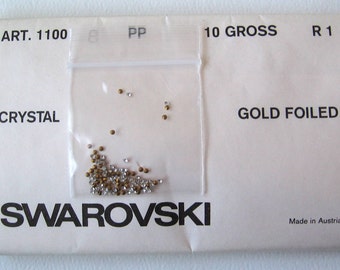 ART. 1100 8 PP 10 GROSS R 1
CRYSTAL GOLD FOILED
SWAROVSKI
Made in Austria